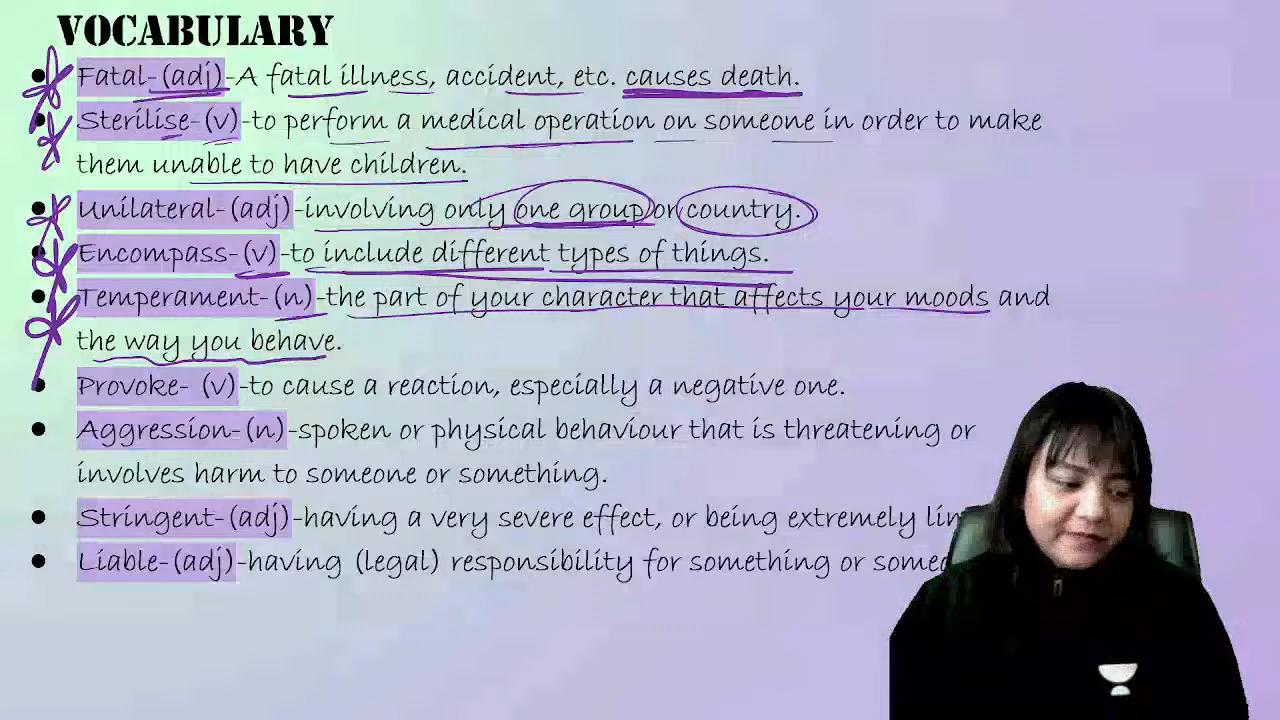 VOCABULARY
• Fatal-(adj)-A fatal illness, accident, etc. causes death.
• Sterilise-(v)-to perform a medical operation on someone in order to make
them unable to have children.
• Unilateral-(adj)-involving only one group or country.
• Encompass-(v)-to include different types of things.
• Temperament-(n)-the part of your character that affects your moods and
the way you behave.
• Provoke- (v)-to cause a reaction, especially a negative one.
• Aggression-(n)-spoken or physical behaviour that is threatening or
involves harm to someone or something.
• Stringent-(adj)-having a very severe effect, or being extremely
• Liable-(adj)-having (legal) responsibility for something or